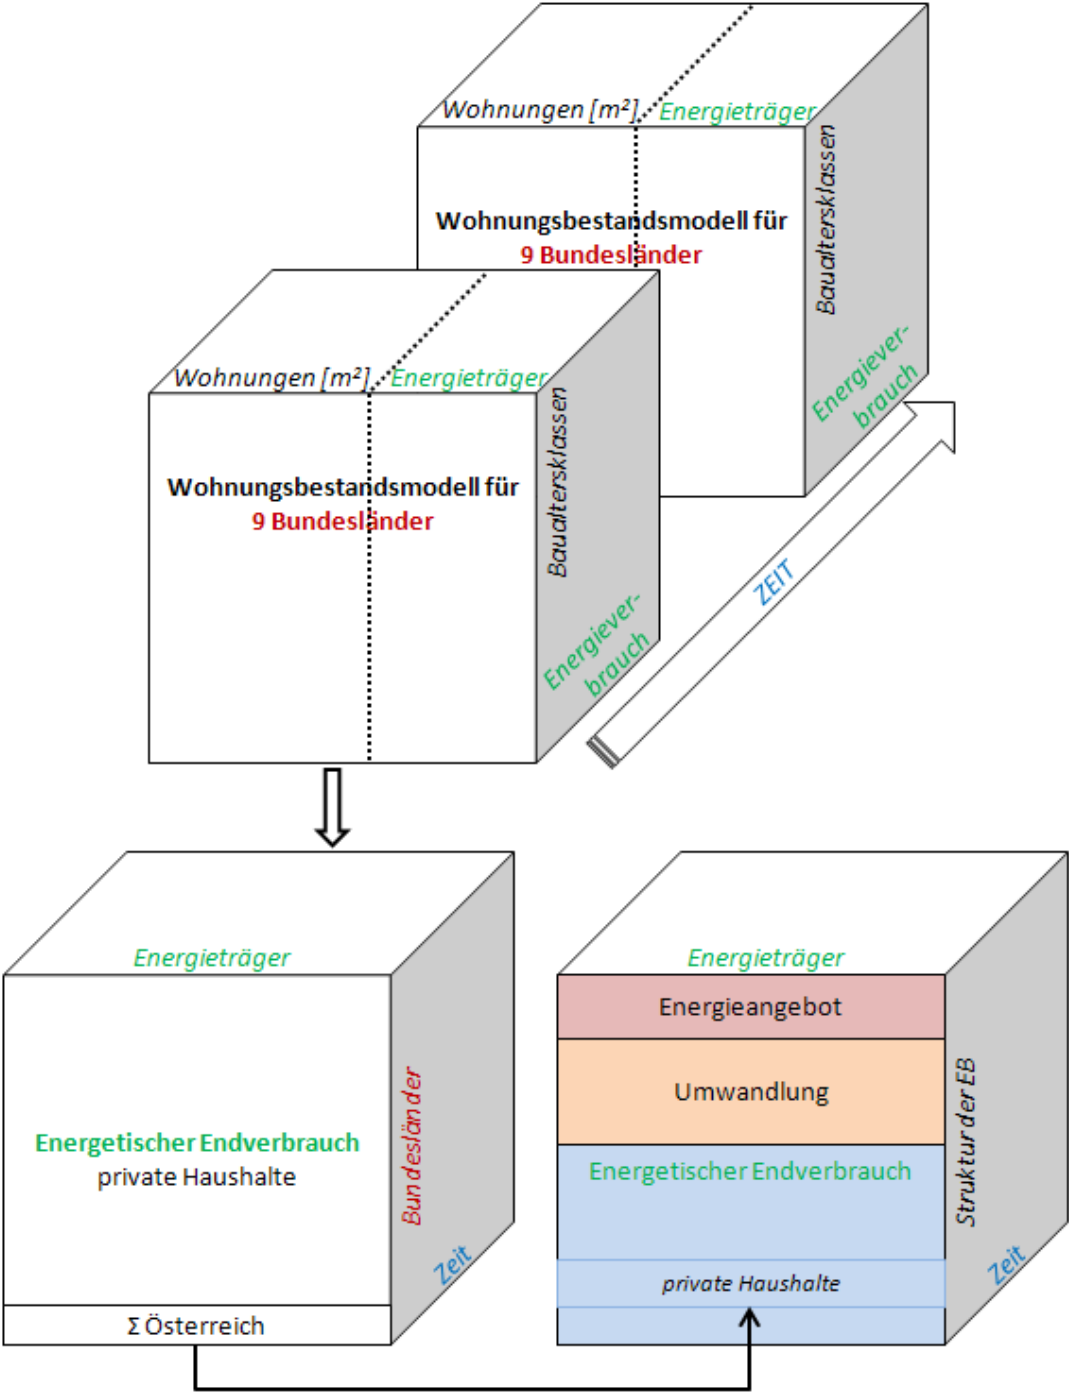 Wohnungen [m²]
Energieträger
Wohnungsbestandsmodell für
9 Bundesländer
Baualtersklassen
Energiever-
brauch
Wohnungen [m²]
Energieträger
Wohnungsbestandsmodell für
9 Bundesländer
Baualtersklassen
Energiever-
brauch
ZEIT
Energieträger
Energetischer Endverbrauch
private Haushalte
Σ Österreich
Bundesländer
Zeit
Energieträger
Energieangebot
Umwandlung
Energetischer Endverbrauch
private Haushalte
Struktur der EB
Zeit